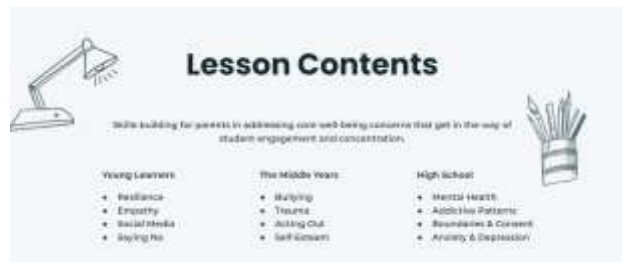 Lesson Contents
Skills building for parents in addressing core well-being concerns that get in the way of
student engagement and concentration.
Young Learners
• Resiliance
• Empathy
• Social Media
• Saying No
The Middle Years
• Bullying
• Trauma
• Acting Out
• Self-Esteem
High School
• Mental Health
• Addictive Patterns
• Boundaries & Consent
• Anxiety & Depression